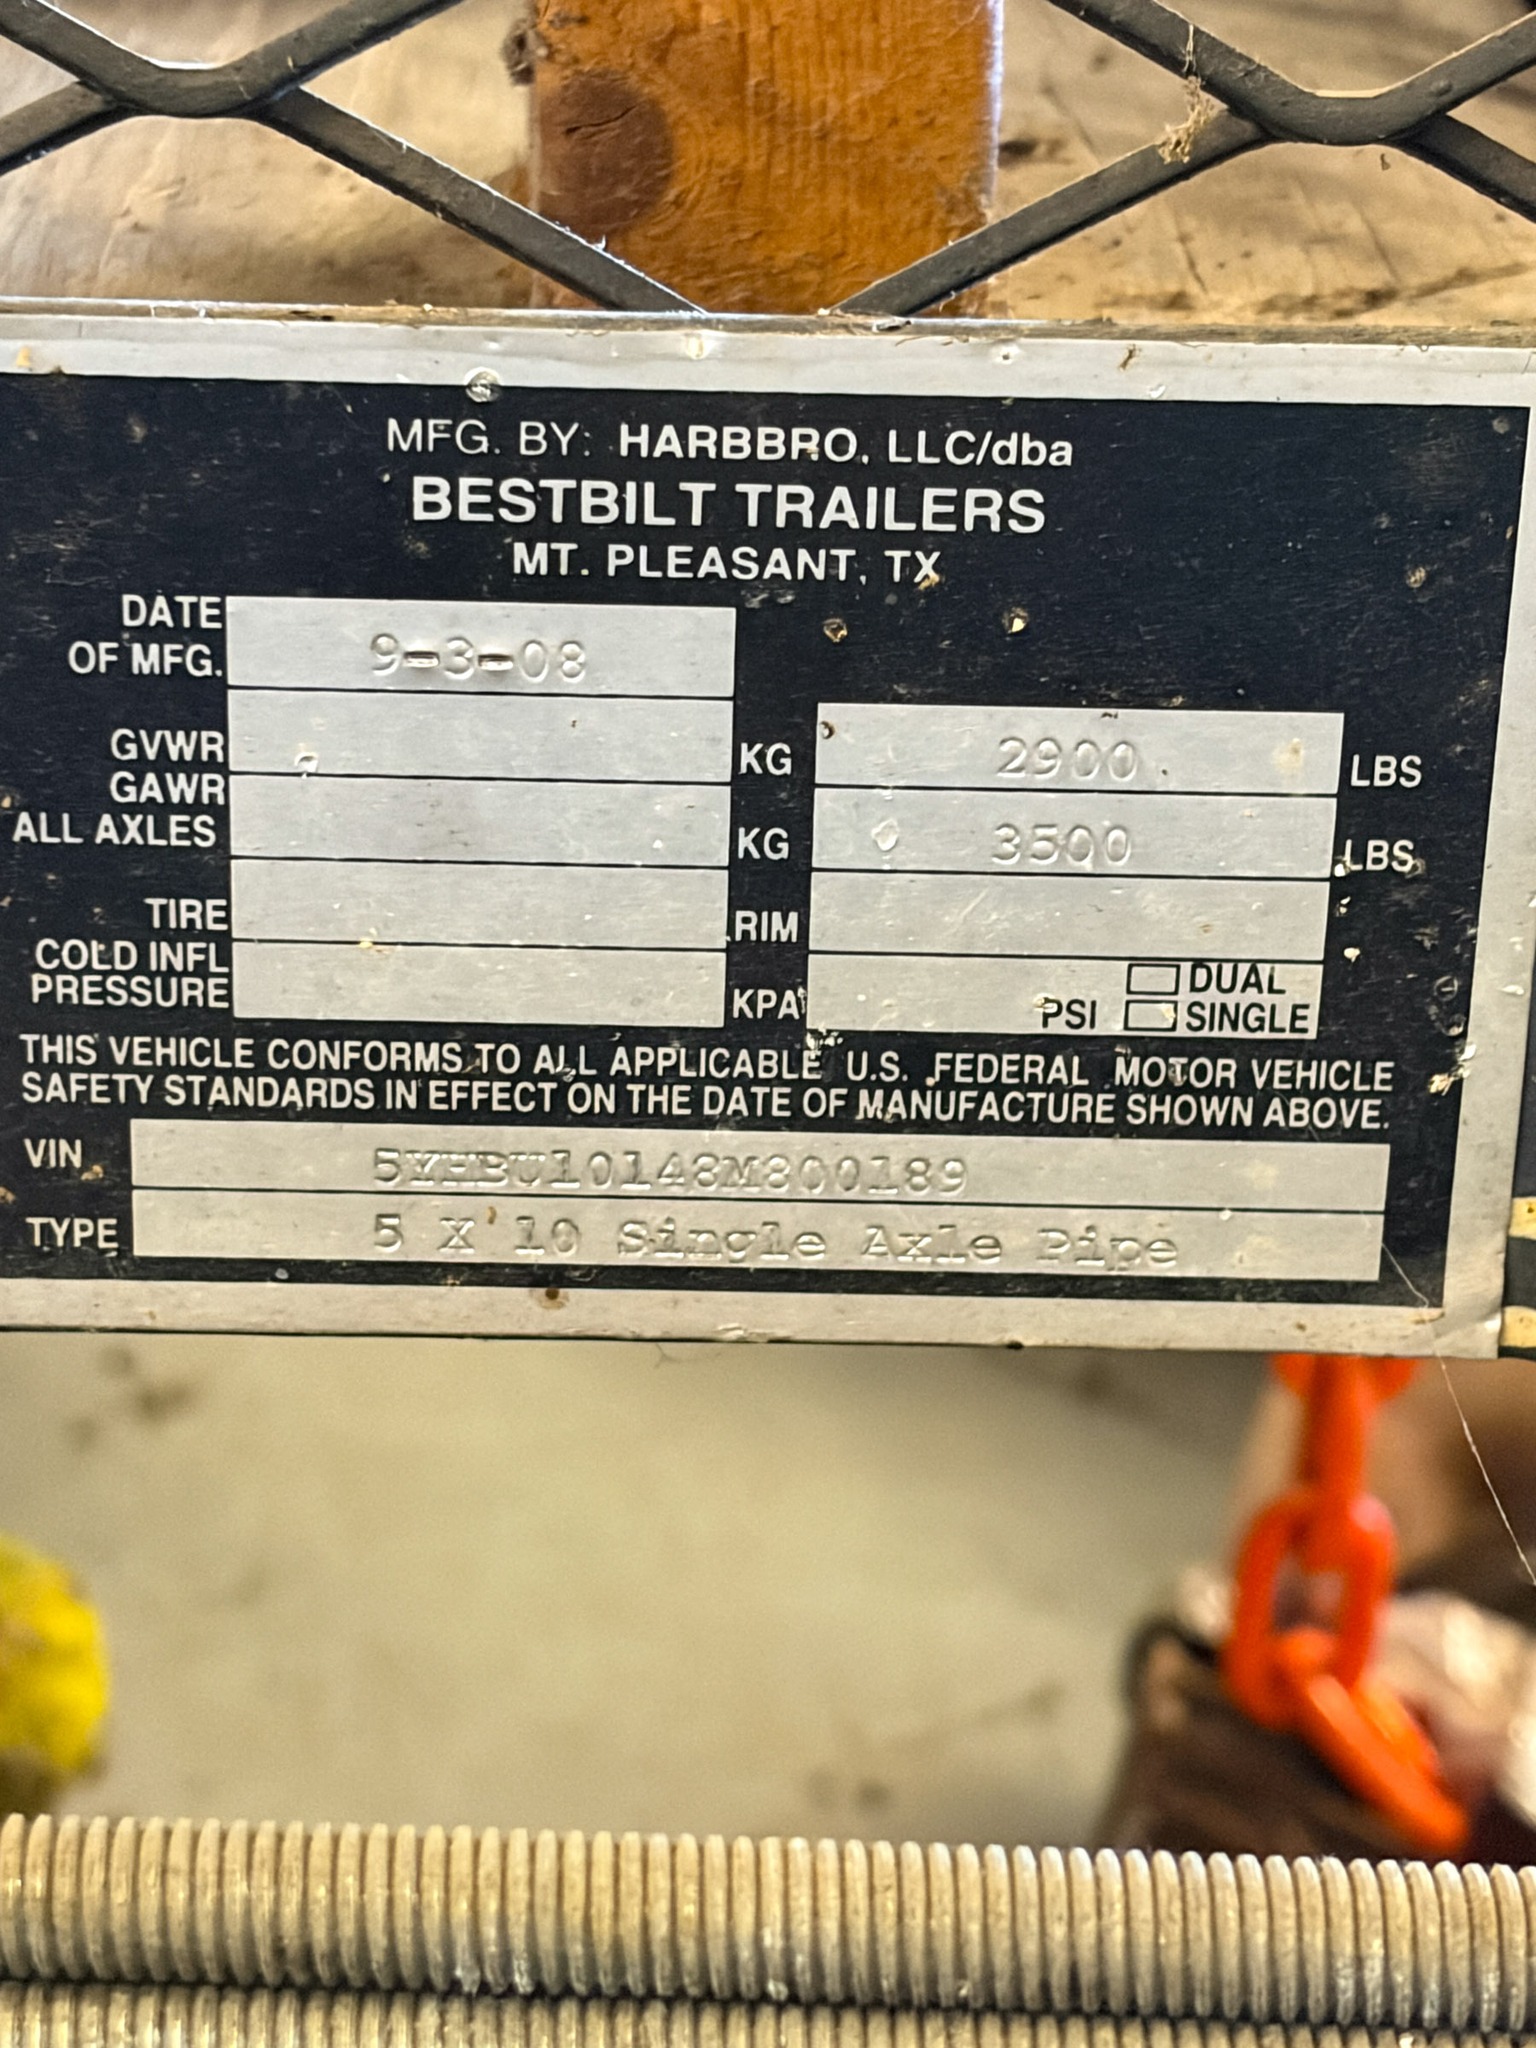 MFG. BY: HARBBRO, LLC/dba
BESTBILT TRAILERS
MT. PLEASANT, TX
DATE OF MFG. 9-3-08
GVWR KG 2900 LBS
GAWR ALL AXLES KG 3500 LBS
TIRE RIM
COLD INFL PRESSURE KPA PSI DUAL SINGLE
THIS VEHICLE CONFORMS TO ALL APPLICABLE U.S. FEDERAL MOTOR VEHICLE
SAFETY STANDARDS IN EFFECT ON THE DATE OF MANUFACTURE SHOWN ABOVE.
VIN 5YHBU10148M800189
TYPE 5 X 10 Single Axle Pipe